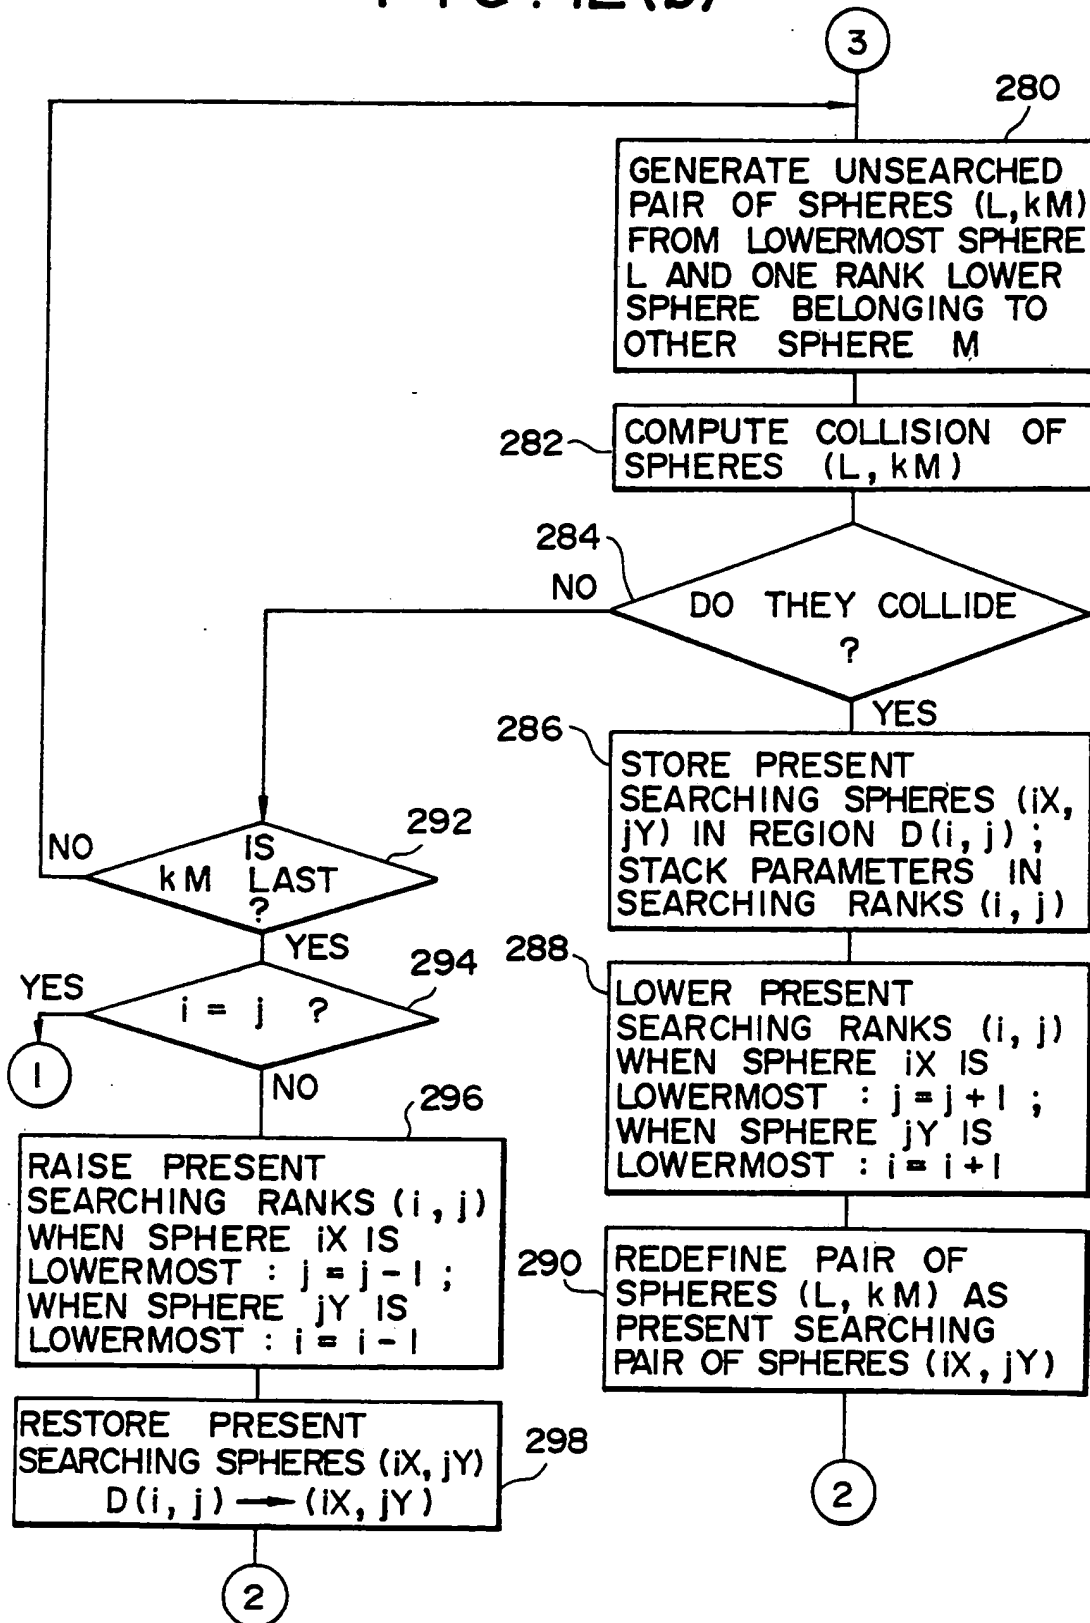 FIG. 12(b)
3
280
GENERATE UNSEARCHED
PAIR OF SPHERES (L,kM)
FROM LOWERMOST SPHERE
L AND ONE RANK LOWER
SPHERE BELONGING TO
OTHER SPHERE M
282
COMPUTE COLLISION OF
SPHERES (L,kM)
284
NO
DO THEY COLLIDE
?
YES
286
STORE PRESENT
SEARCHING SPHERES (iX,
jY) IN REGION D(i,j) ;
STACK PARAMETERS IN
SEARCHING RANKS (i,j)
292
NO
IS
kM LAST
?
YES
294
YES
i = j ?
1
NO
288
LOWER PRESENT
SEARCHING RANKS (i,j)
WHEN SPHERE iX IS
LOWERMOST : j=j+1 ;
WHEN SPHERE jY IS
LOWERMOST : i=i+1
296
RAISE PRESENT
SEARCHING RANKS (i,j)
WHEN SPHERE iX IS
LOWERMOST : j=j-1 ;
WHEN SPHERE jY IS
LOWERMOST : i=i-1
290
REDEFINE PAIR OF
SPHERES (L,kM) AS
PRESENT SEARCHING
PAIR OF SPHERES (iX,jY)
298
RESTORE PRESENT
SEARCHING SPHERES (iX,jY)
D(i,j) → (iX,jY)
2
2